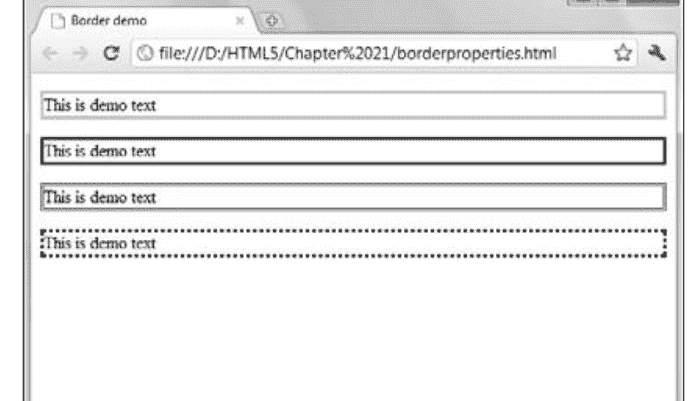 Border demo
file:///D:/HTML5/Chapter%2021/borderproperties.html
This is demo text
This is demo text
This is demo text
This is demo text